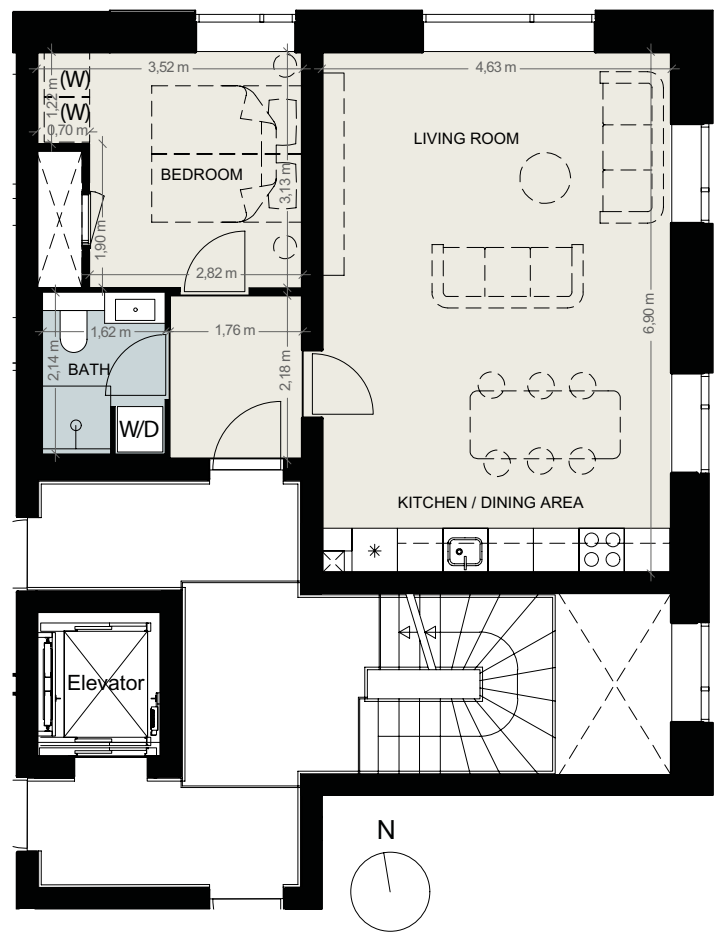 3,52 m
4,63 m
(W)
1,22 m
(W)
0,70 m
LIVING ROOM
BEDROOM
3,13 m
1,90 m
2,82 m
6,90 m
1,62 m
1,76 m
2,14 m
BATH
2,18 m
W/D
KITCHEN / DINING AREA
Elevator
N